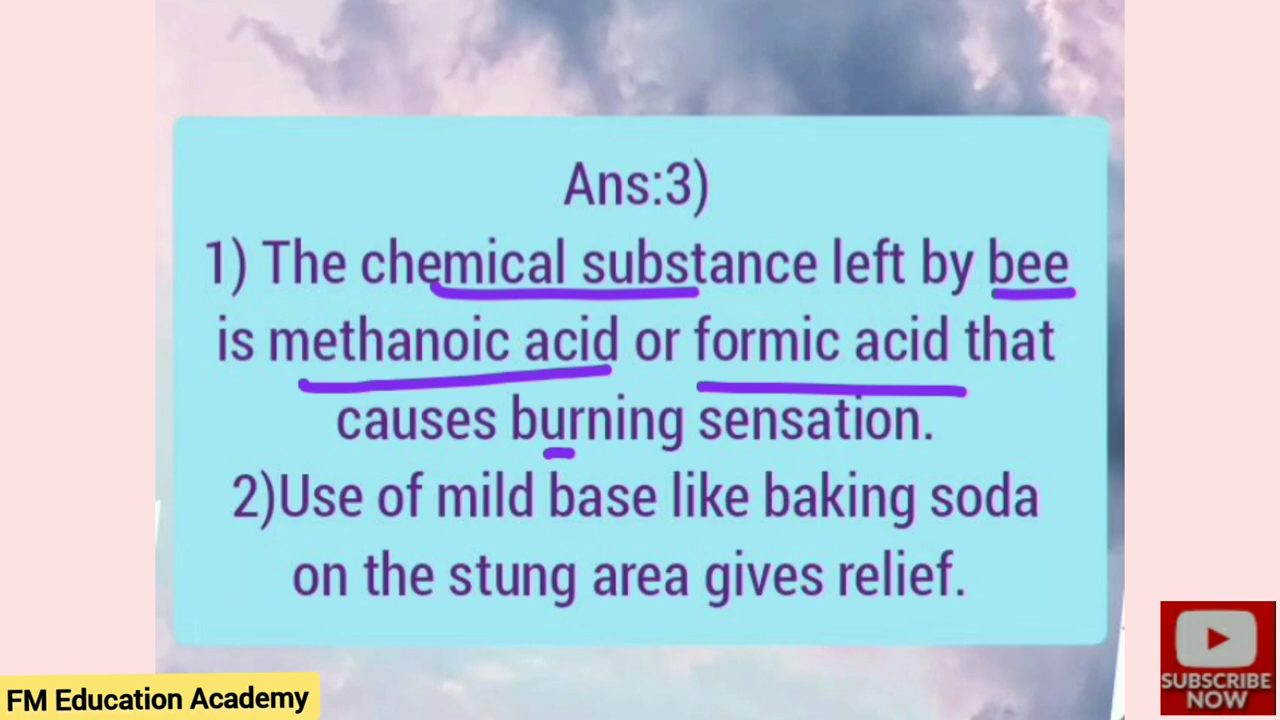 Ans:3)
1) The chemical substance left by bee
is methanoic acid or formic acid that
causes burning sensation.
2)Use of mild base like baking soda
on the stung area gives relief.
FM Education Academy
SUBSCRIBE
NOW